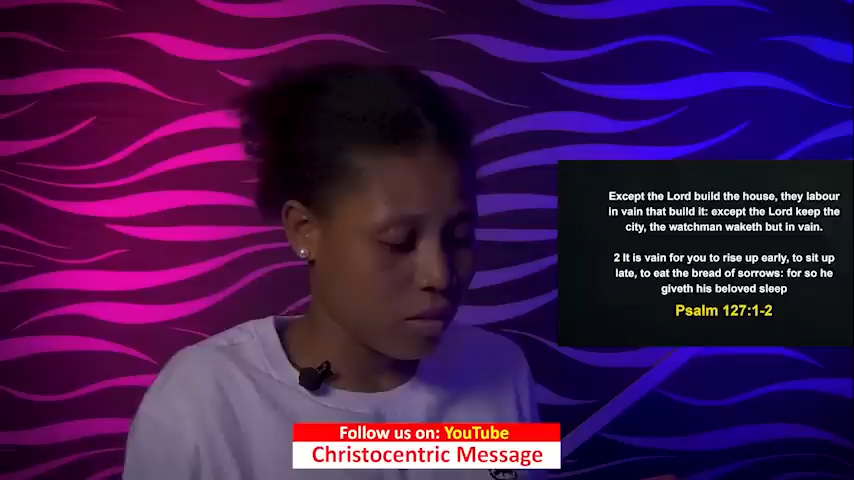 Except the Lord build the house, they labour
in vain that build it: except the Lord keep the
city, the watchman waketh but in vain.
2 It is vain for you to rise up early, to sit up
late, to eat the bread of sorrows: for so he
giveth his beloved sleep
Psalm 127:1-2
Follow us on: YouTube
Christocentric Message